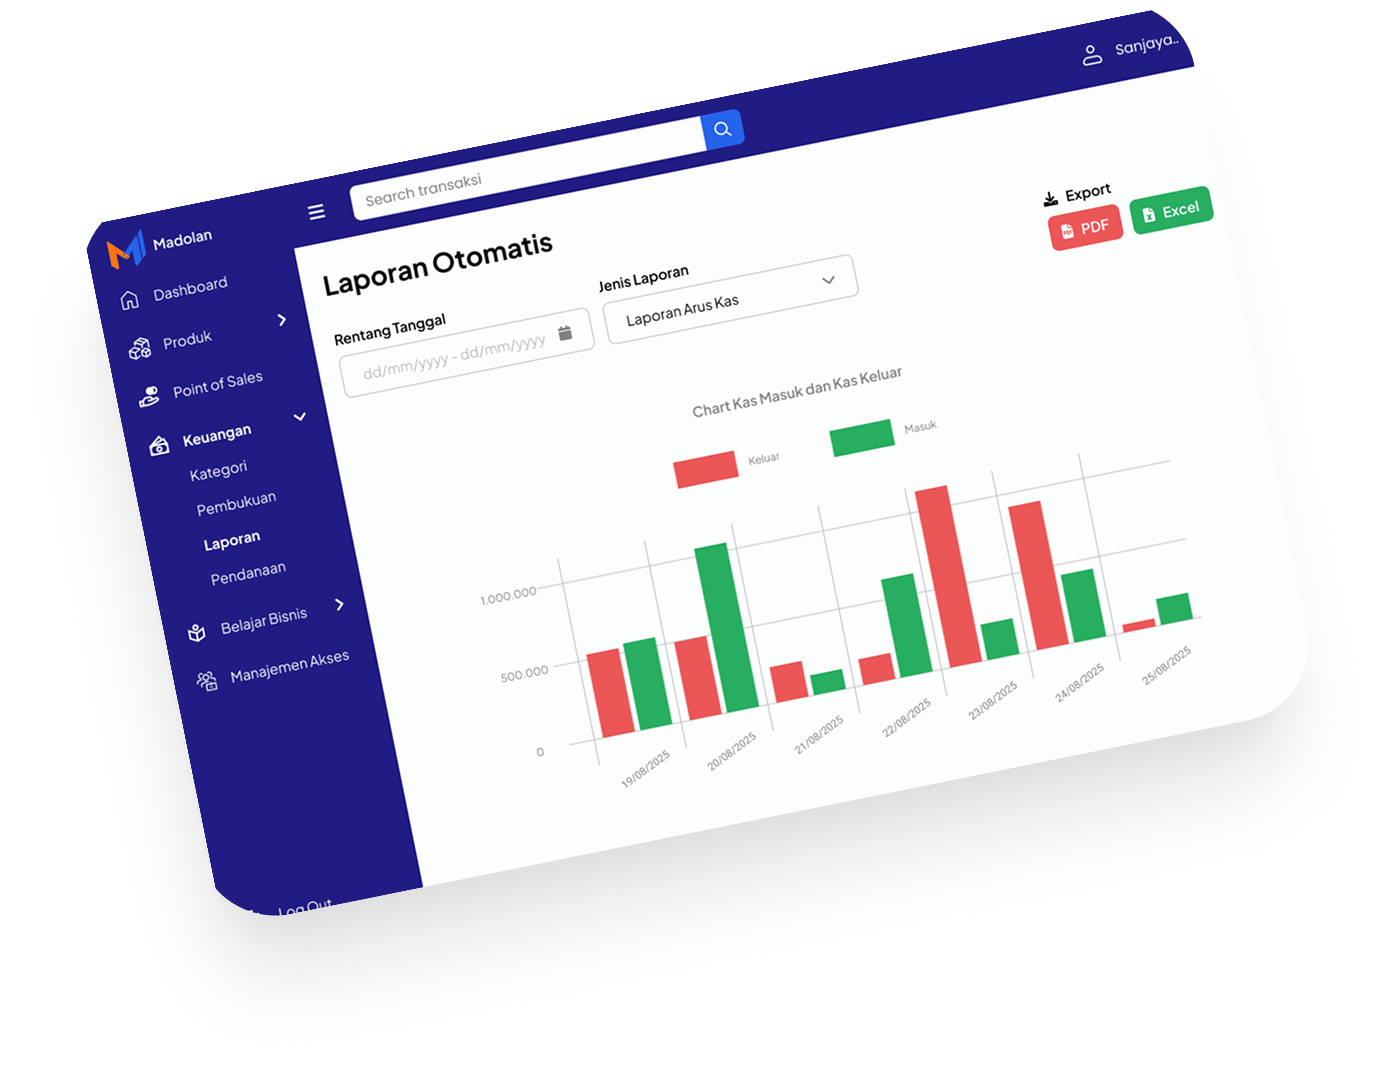 Sanjaya..
Search transaksi
Madolan
Dashboard
Produk
Point of Sales
Keuangan
Kategori
Pembukuan
Laporan
Pendanaan
Belajar Bisnis
Manajemen Akses
Log Out
Laporan Otomatis
Export
PDF
Excel
Rentang Tanggal
dd/mm/yyyy - dd/mm/yyyy
Jenis Laporan
Laporan Arus Kas
Chart Kas Masuk dan Kas Keluar
Keluar
Masuk
1.000.000
500.000
0
19/08/2025
20/08/2025
21/08/2025
22/08/2025
23/08/2025
24/08/2025
25/08/2025